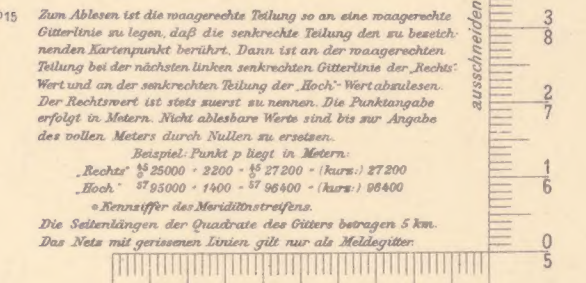 15 Zum Ablesen ist die waagerechte Teilung so an eine waagerechte
Gitterlinie zu legen, daß die senkrechte Teilung den zu bezeich-
nenden Kartenpunkt berührt. Dann ist an der waagerechten
Teilung bei der nächsten linken senkrechten Gitterlinie der „Rechts"-
Wert und an der senkrechten Teilung der „Hoch"-Wert abzulesen.
Der Rechtswert ist stets zuerst zu nennen. Die Punktangabe
erfolgt in Metern. Nicht ablesbare Werte sind bis zur Angabe
des vollen Meters durch Nullen zu ersetzen.
Beispiel: Punkt p liegt in Metern:
„Rechts" 45 25000 + 2200 = 45 27200 = (kurz:) 27200
„Hoch" 57 95000 + 1400 = 57 96400 = (kurz:) 96400
o Kennziffer des Meridianstreifens.
Die Seitenlängen der Quadrate des Gitters betragen 5 km.
Das Netz mit gerissenen Linien gilt nur als Meldegitter.
ausschneiden
3
8
2
7
1
6
0
5